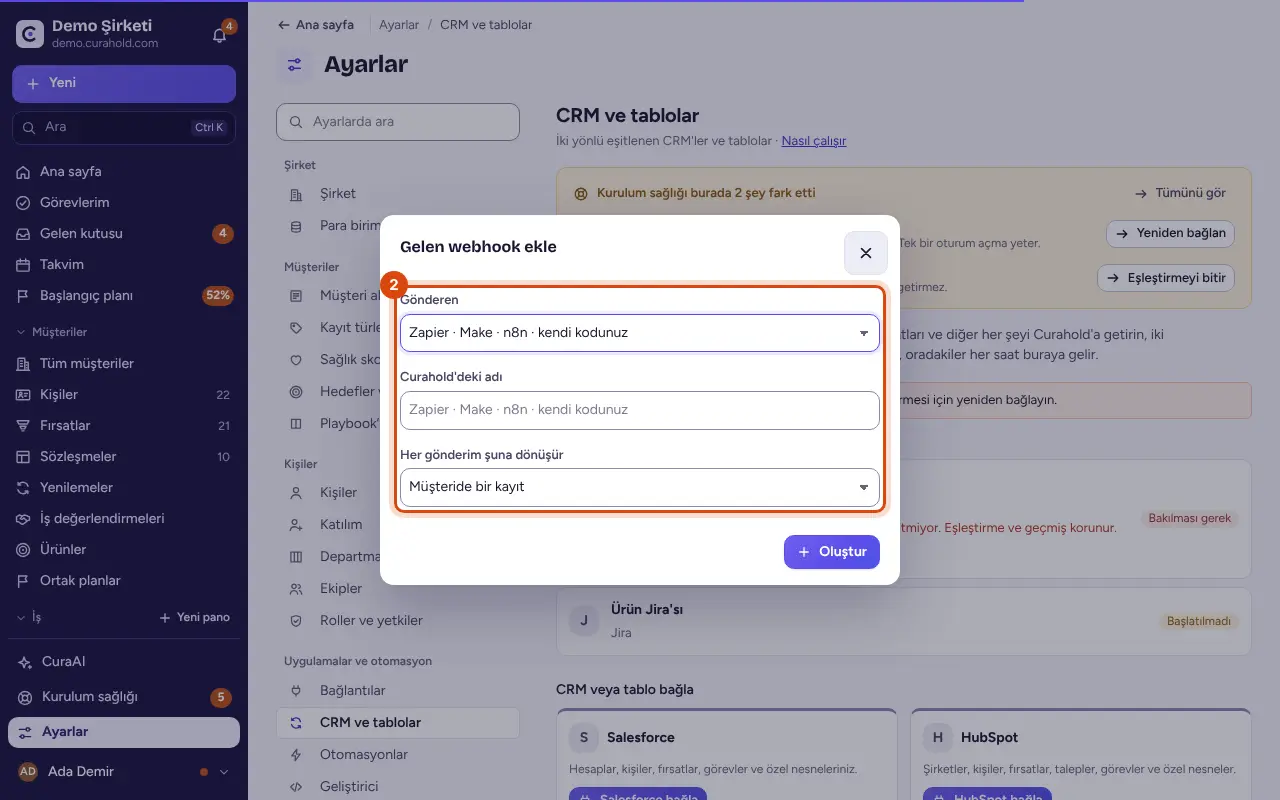 Demo Şirketi
demo.curahold.com
4
Yeni
Ara
Ctrl K
Ana sayfa
Görevlerim
Gelen kutusu
4
Takvim
Başlangıç planı
52%
Müşteriler
Tüm müşteriler
Kişiler
22
Fırsatlar
21
Sözleşmeler
10
Yenilemeler
İş değerlendirmeleri
Ürünler
Ortak planlar
İş
Yeni pano
CuraAI
Kurulum sağlığı
5
Ayarlar
AD
Ada Demir
Ana sayfa
Ayarlar / CRM ve tablolar
Ayarlar
Ayarlarda ara
Şirket
Şirket
Para birim
Müşteriler
Müşteri al
Kayıt türle
Sağlık sko
Hedefler v
Playbook'
Kişiler
Kişiler
Katılım
Departma
Ekipler
Roller ve yetkiler
Uygulamalar ve otomasyon
Bağlantılar
CRM ve tablolar
Otomasyonlar
Geliştirici
CRM ve tablolar
İki yönlü eşitlenen CRM'ler ve tablolar · Nasıl çalışır
Kurulum sağlığı burada 2 şey fark etti
Tümünü gör
Tek bir oturum açma yeter.
Yeniden bağlan
getirmez.
Eşleştirmeyi bitir
tları ve diğer her şeyi Curahold'a getirin, iki
, oradakiler her saat buraya gelir.
rmesi için yeniden bağlayın.
tmiyor. Eşleştirme ve geçmiş korunur.
Bakılması gerek
J
Ürün Jira'sı
Jira
Başlatılmadı
CRM veya tablo bağla
S
Salesforce
Hesaplar, kişiler, fırsatlar, görevler ve özel nesneleriniz.
Salesforce bağla
H
HubSpot
Şirketler, kişiler, fırsatlar, talepler, görevler ve özel nesneler.
HubSpot bağla
Gelen webhook ekle
2
Gönderen
Zapier · Make · n8n · kendi kodunuz
Curahold'deki adı
Zapier · Make · n8n · kendi kodunuz
Her gönderim şuna dönüşür
Müşteride bir kayıt
Oluştur